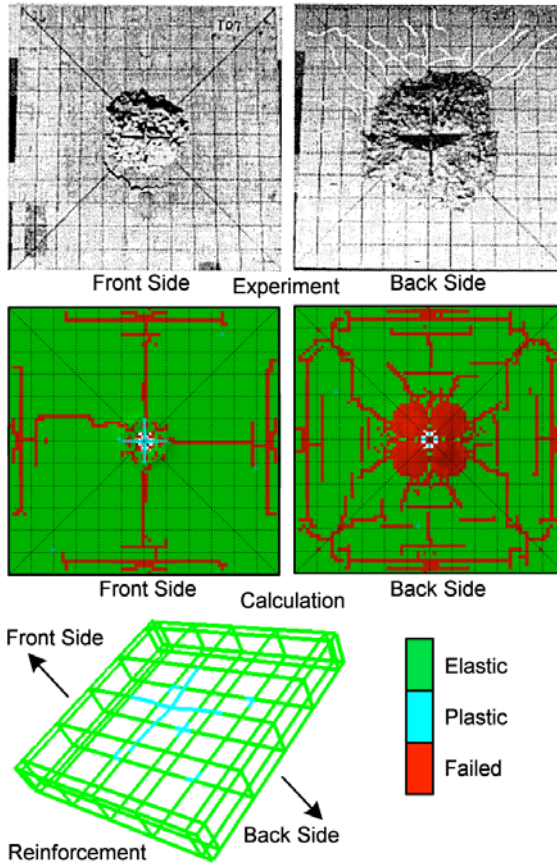 T07
Front Side
Back Side
Experiment
Front Side
Back Side
Calculation
Front Side
Elastic
Plastic
Failed
Back Side
Reinforcement